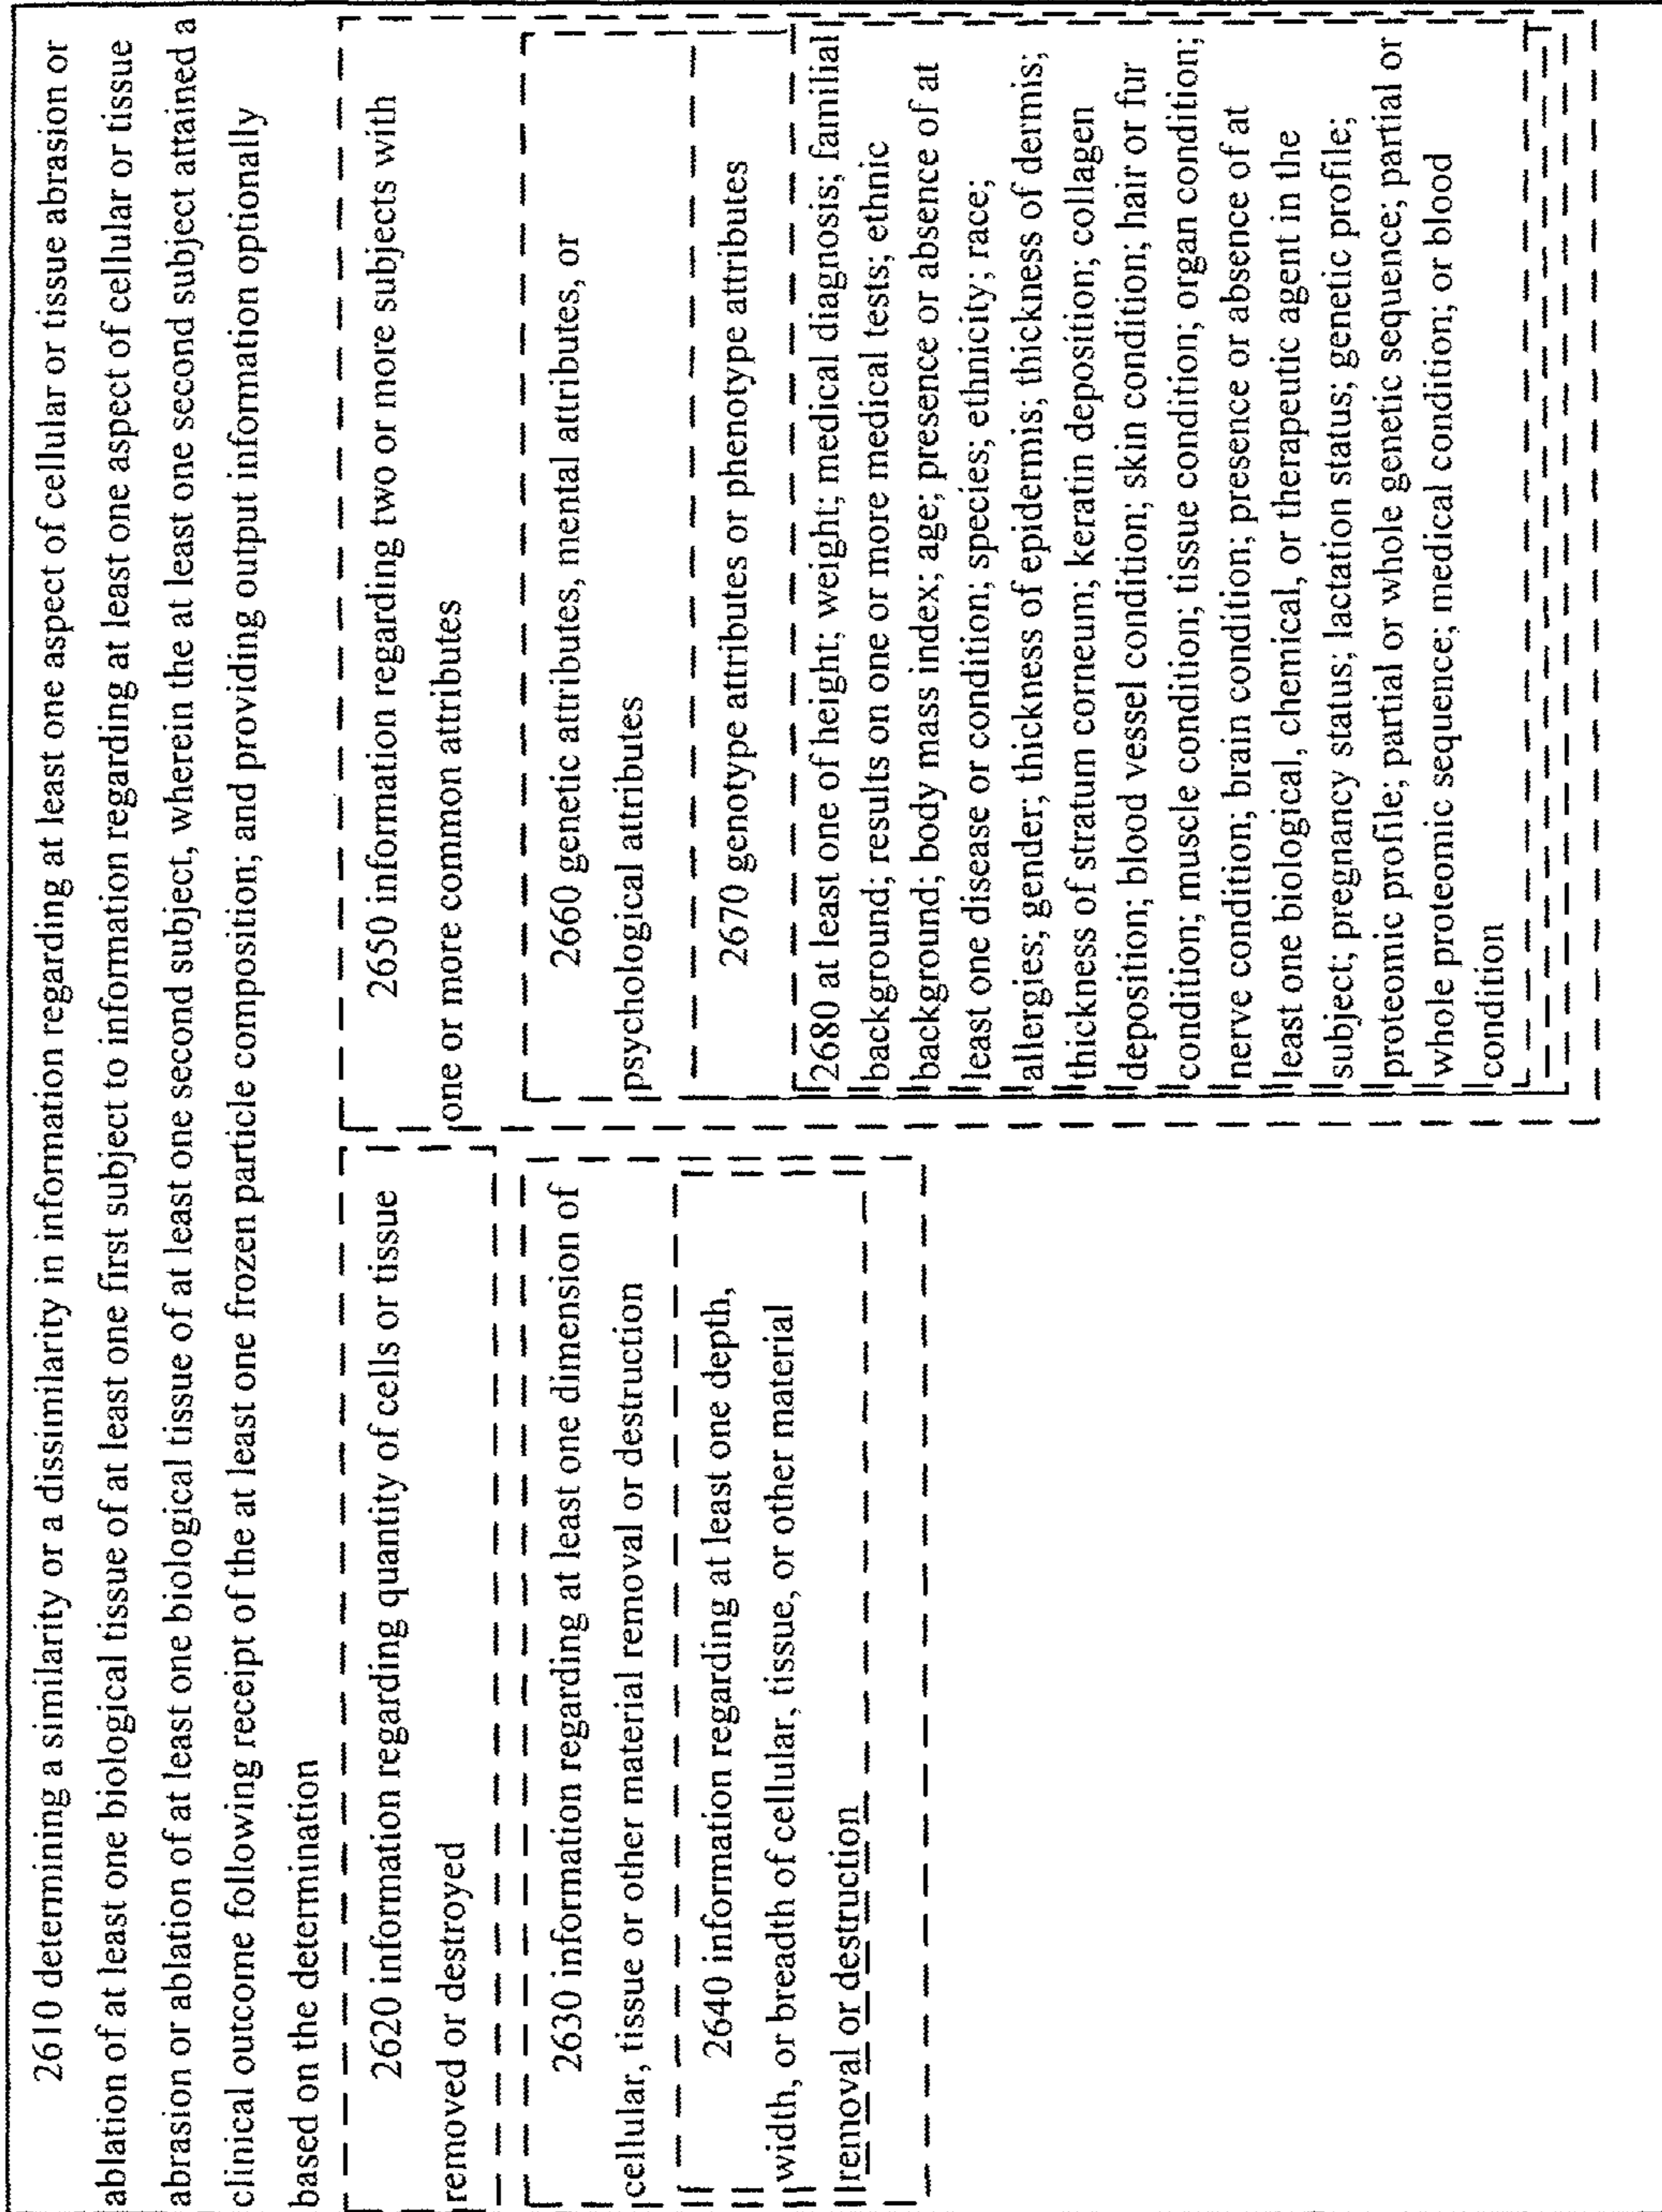 2610 determining a similarity or a dissimilarity in information regarding at least one aspect of cellular or tissue abrasion or
ablation of at least one biological tissue of at least one first subject to information regarding at least one aspect of cellular or tissue
abrasion or ablation of at least one biological tissue of at least one second subject, wherein the at least one second subject attained a
clinical outcome following receipt of the at least one frozen particle composition; and providing output information optionally
based on the determination
2620 information regarding quantity of cells or tissue
removed or destroyed
2630 information regarding at least one dimension of
cellular, tissue or other material removal or destruction
2640 information regarding at least one depth,
width, or breadth of cellular, tissue, or other material
removal or destruction
2650 information regarding two or more subjects with
one or more common attributes
2660 genetic attributes, mental attributes, or
psychological attributes
2670 genotype attributes or phenotype attributes
2680 at least one of height; weight; medical diagnosis; familial
background; results on one or more medical tests; ethnic
background; body mass index; age; presence or absence of at
least one disease or condition; species; ethnicity; race;
allergies; gender; thickness of epidermis; thickness of dermis;
thickness of stratum corneum; keratin deposition; collagen
deposition; blood vessel condition; skin condition; hair or fur
condition; muscle condition; tissue condition; organ condition;
nerve condition; brain condition; presence or absence of at
least one biological, chemical, or therapeutic agent in the
subject; pregnancy status; lactation status; genetic profile;
proteomic profile; partial or whole genetic sequence; partial or
whole proteomic sequence; medical condition; or blood
condition